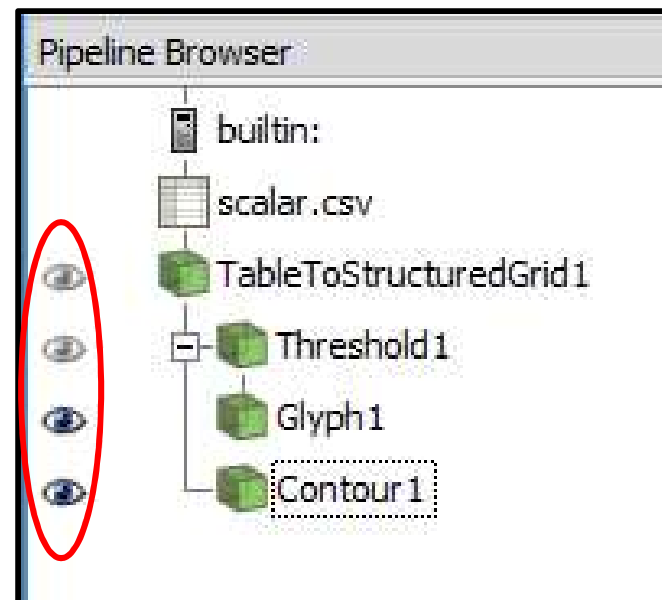 Pipeline Browser
builtin:
scalar.csv
TableToStructuredGrid1
Threshold1
Glyph1
Contour1